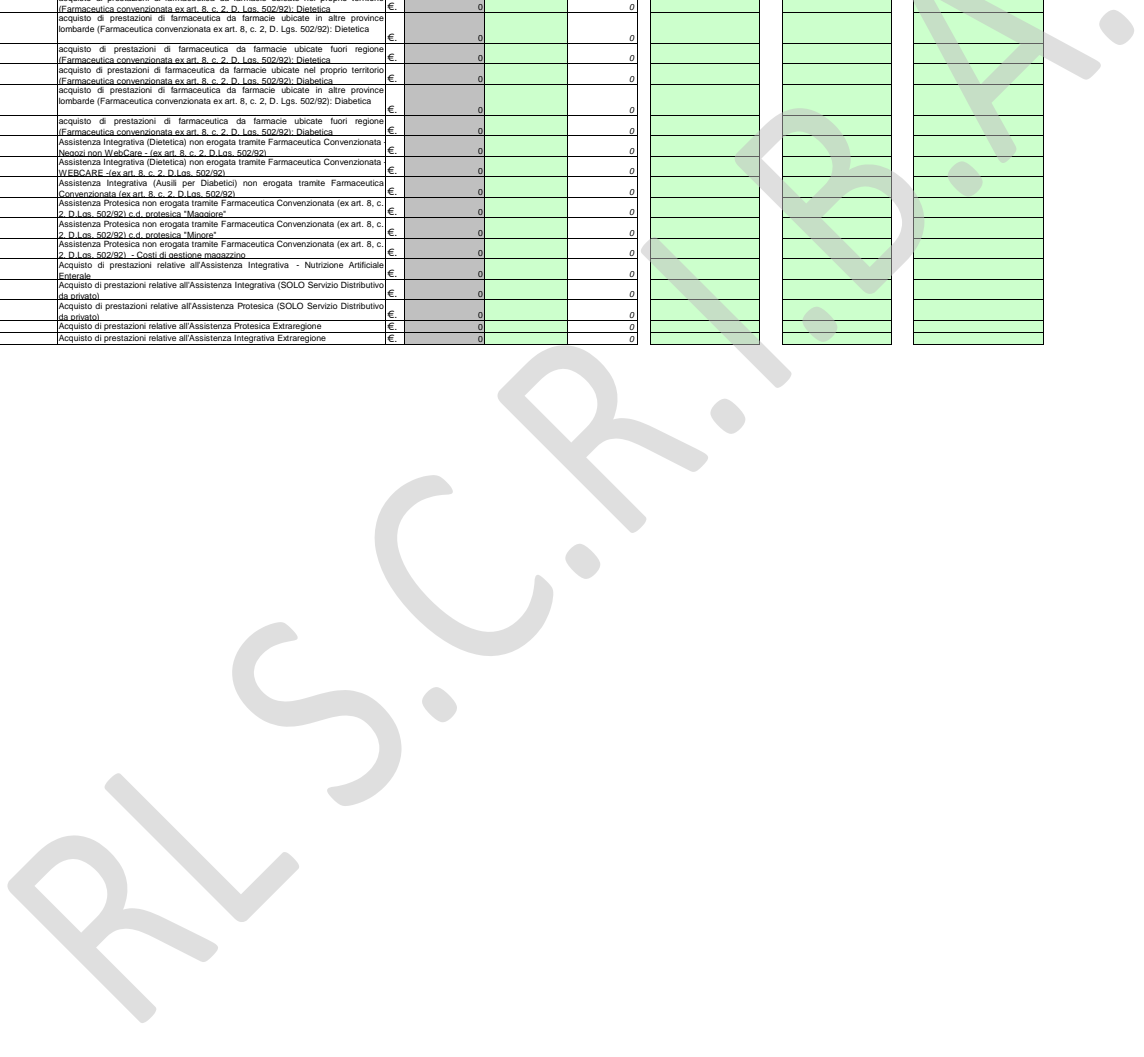 (Farmaceutica convenzionata ex art. 8, c. 2, D. Lgs. 502/92): Dietetica €. 0 0
acquisto di prestazioni di farmaceutica da farmacie ubicate in altre province
lombarde (Farmaceutica convenzionata ex art. 8, c. 2, D. Lgs. 502/92): Dietetica €. 0 0
acquisto di prestazioni di farmaceutica da farmacie ubicate fuori regione
(Farmaceutica convenzionata ex art. 8, c. 2, D. Lgs. 502/92): Dietetica €. 0 0
acquisto di prestazioni di farmaceutica da farmacie ubicate nel proprio territorio
(Farmaceutica convenzionata ex art. 8, c. 2, D. Lgs. 502/92): Diabetica €. 0 0
acquisto di prestazioni di farmaceutica da farmacie ubicate in altre province
lombarde (Farmaceutica convenzionata ex art. 8, c. 2, D. Lgs. 502/92): Diabetica €. 0 0
acquisto di prestazioni di farmaceutica da farmacie ubicate fuori regione
(Farmaceutica convenzionata ex art. 8, c. 2, D. Lgs. 502/92): Diabetica €. 0 0
Assistenza Integrativa (Dietetica) non erogata tramite Farmaceutica Convenzionata -
Negozi non WebCare - (ex art. 8, c. 2, D.Lgs. 502/92) €. 0 0
Assistenza Integrativa (Dietetica) non erogata tramite Farmaceutica Convenzionata -
WEBCARE -(ex art. 8, c. 2, D.Lgs. 502/92) €. 0 0
Assistenza Integrativa (Ausili per Diabetici) non erogata tramite Farmaceutica
Convenzionata (ex art. 8, c. 2, D.Lgs. 502/92) €. 0 0
Assistenza Protesica non erogata tramite Farmaceutica Convenzionata (ex art. 8, c.
2, D.Lgs. 502/92) c.d. protesica "Maggiore" €. 0 0
Assistenza Protesica non erogata tramite Farmaceutica Convenzionata (ex art. 8, c.
2, D.Lgs. 502/92) c.d. protesica "Minore" €. 0 0
Assistenza Protesica non erogata tramite Farmaceutica Convenzionata (ex art. 8, c.
2, D.Lgs. 502/92) - Costi di gestione magazzino €. 0 0
Acquisto di prestazioni relative all'Assistenza Integrativa - Nutrizione Artificiale
Enterale €. 0 0
Acquisto di prestazioni relative all'Assistenza Integrativa (SOLO Servizio Distributivo
da privato) €. 0 0
Acquisto di prestazioni relative all'Assistenza Protesica (SOLO Servizio Distributivo
da privato) €. 0 0
Acquisto di prestazioni relative all'Assistenza Protesica Extraregione €. 0 0
Acquisto di prestazioni relative all'Assistenza Integrativa Extraregione €. 0 0
RL S.C.R.I.B.A.